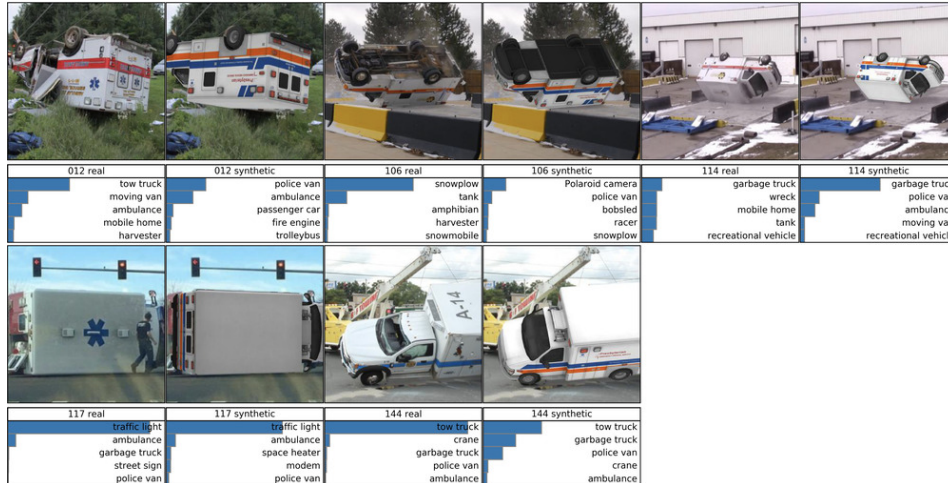 012 real
tow truck
moving van
ambulance
mobile home
harvester
012 synthetic
police van
ambulance
passenger car
fire engine
trolleybus
106 real
snowplow
tank
amphibian
harvester
snowmobile
106 synthetic
Polaroid camera
police van
bobsled
racer
snowplow
114 real
garbage truck
wreck
mobile home
tank
recreational vehicle
114 synthetic
garbage truc
police va
ambulanc
moving va
recreational vehicle
A-14
117 real
traffic light
ambulance
garbage truck
street sign
police van
117 synthetic
traffic light
ambulance
space heater
modem
police van
144 real
tow truck
crane
garbage truck
police van
ambulance
144 synthetic
tow truck
garbage truck
police van
crane
ambulance